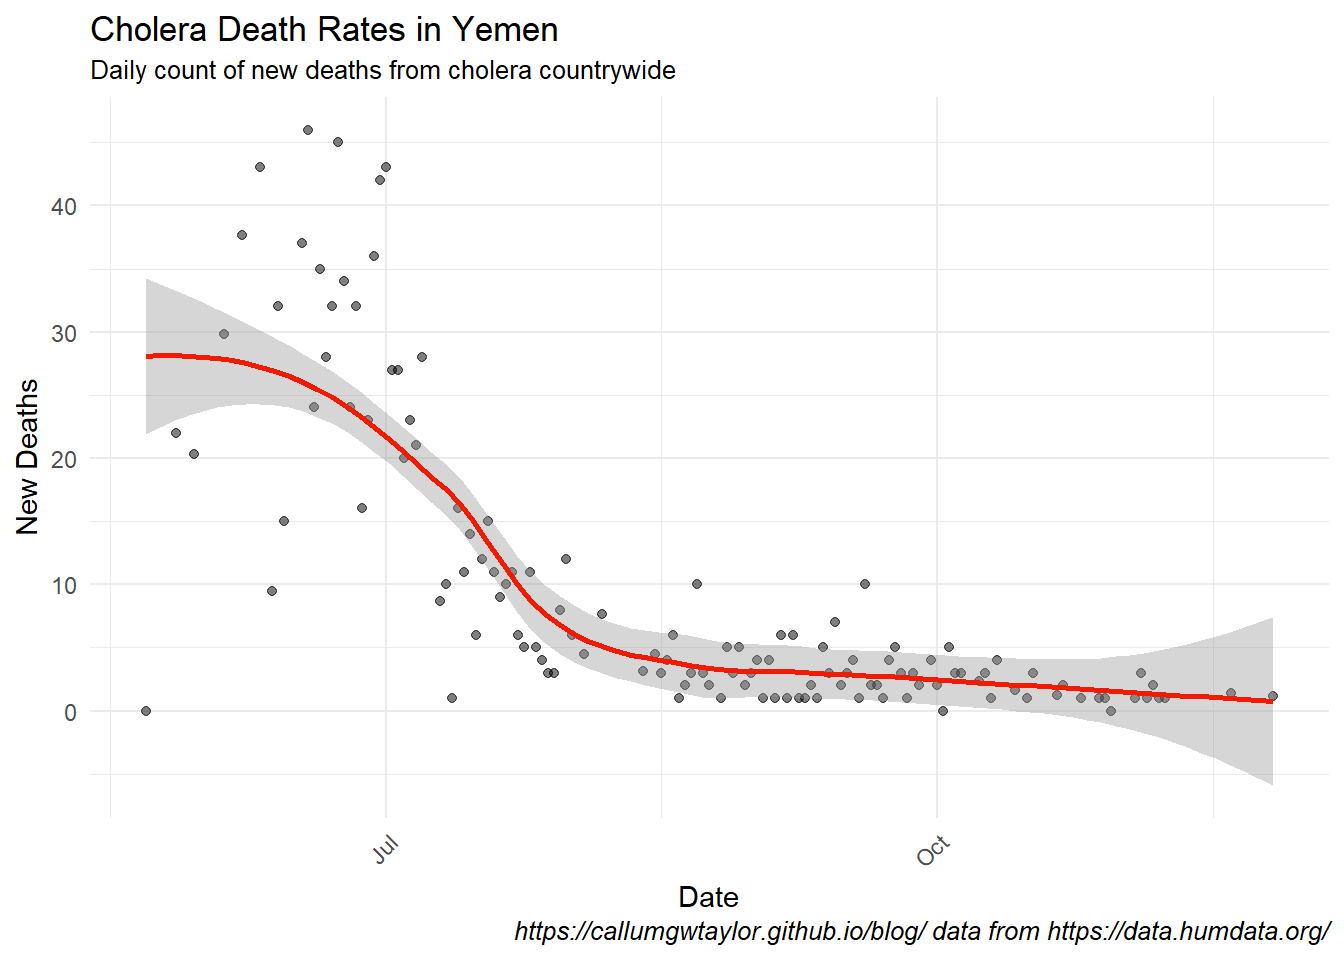 Cholera Death Rates in Yemen
Daily count of new deaths from cholera countrywide
New Deaths
40
30
20
10
0
Jul
Oct
Date
https://callumgwtaylor.github.io/blog/ data from https://data.humdata.org/